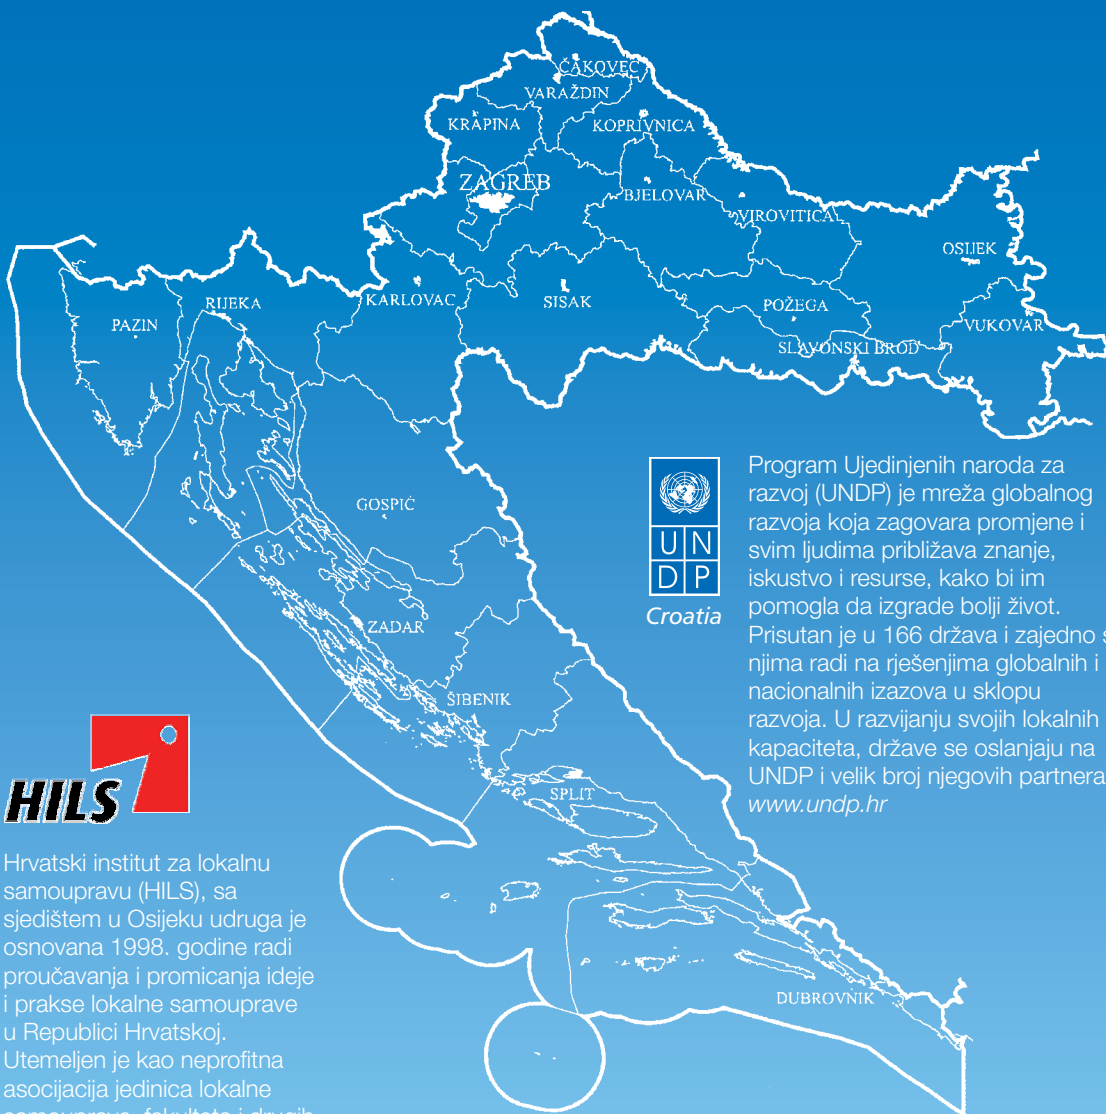 ČAKOVEC
VARAŽDIN
KRAPINA
KOPRIVNICA
ZAGREB
BJELOVAR
VIROVITICA
OSIJEK
KARLOVAC
SISAK
RIJEKA
POŽEGA
PAZIN
VUKOVAR
SLAVONSKI BROD
GOSPIĆ
ZADAR
ŠIBENIK
SPLIT
DUBROVNIK
UN
DP
Croatia
Program Ujedinjenih naroda za
razvoj (UNDP) je mreža globalnog
razvoja koja zagovara promjene i
svim ljudima približava znanje,
iskustvo i resurse, kako bi im
pomogla da izgrade bolji život.
Prisutan je u 166 država i zajedno s
njima radi na rješenjima globalnih i
nacionalnih izazova u sklopu
razvoja. U razvijanju svojih lokalnih
kapaciteta, države se oslanjaju na
UNDP i velik broj njegovih partnera
www.undp.hr
HILS
Hrvatski institut za lokalnu
samoupravu (HILS), sa
sjedištem u Osijeku udruga je
osnovana 1998. godine radi
proučavanja i promicanja ideje
i prakse lokalne samouprave
u Republici Hrvatskoj.
Utemeljen je kao neprofitna
asocijacija jedinica lokalne
samouprave, fakulteta i drugih